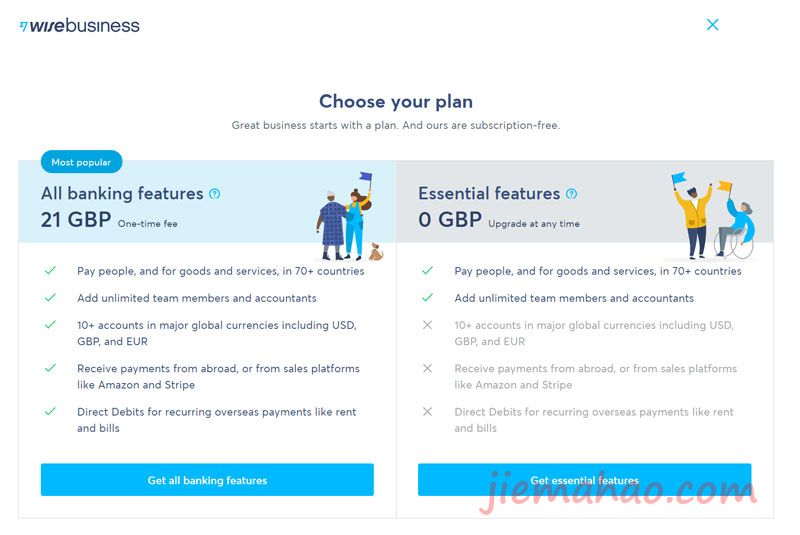 wisebusiness
Choose your plan
Great business starts with a plan. And ours are subscription-free.
Most popular
All banking features ?
21 GBP One-time fee
Pay people, and for goods and services, in 70+ countries
Add unlimited team members and accountants
10+ accounts in major global currencies including USD,
GBP, and EUR
Receive payments from abroad, or from sales platforms
like Amazon and Stripe
Direct Debits for recurring overseas payments like rent
and bills
Get all banking features
Essential features ?
0 GBP Upgrade at any time
Pay people, and for goods and services, in 70+ countries
Add unlimited team members and accountants
10+ accounts in major global currencies including USD,
GBP, and EUR
Receive payments from abroad, or from sales platforms
like Amazon and Stripe
Direct Debits for recurring overseas payments like rent
and bills
Get essential features
jiemahao.com